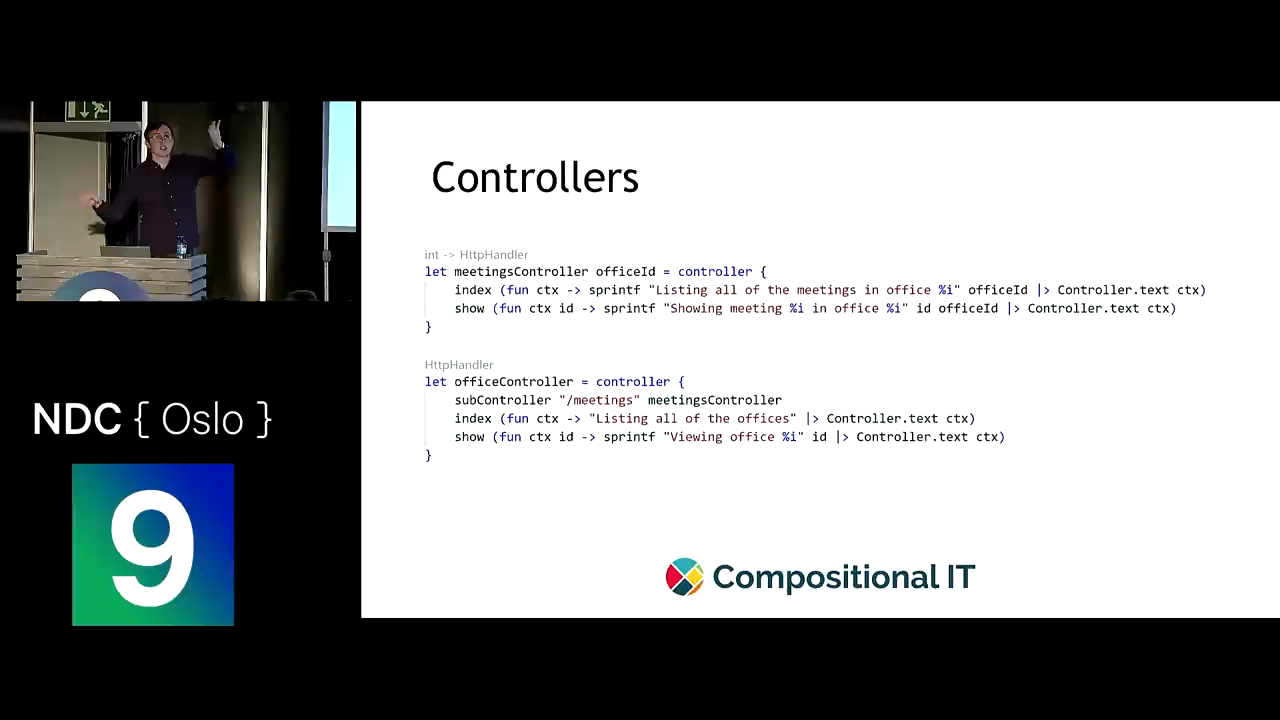 Controllers
int -> HttpHandler
let meetingsController officeId = controller {
index (fun ctx -> sprintf "Listing all of the meetings in office %i" officeId |> Controller.text ctx)
show (fun ctx id -> sprintf "Showing meeting %i in office %i" id officeId |> Controller.text ctx)
}
HttpHandler
let officeController = controller {
subController "/meetings" meetingsController
index (fun ctx -> "Listing all of the offices" |> Controller.text ctx)
show (fun ctx id -> sprintf "Viewing office %i" id |> Controller.text ctx)
}
NDC { Oslo }
9
Compositional IT